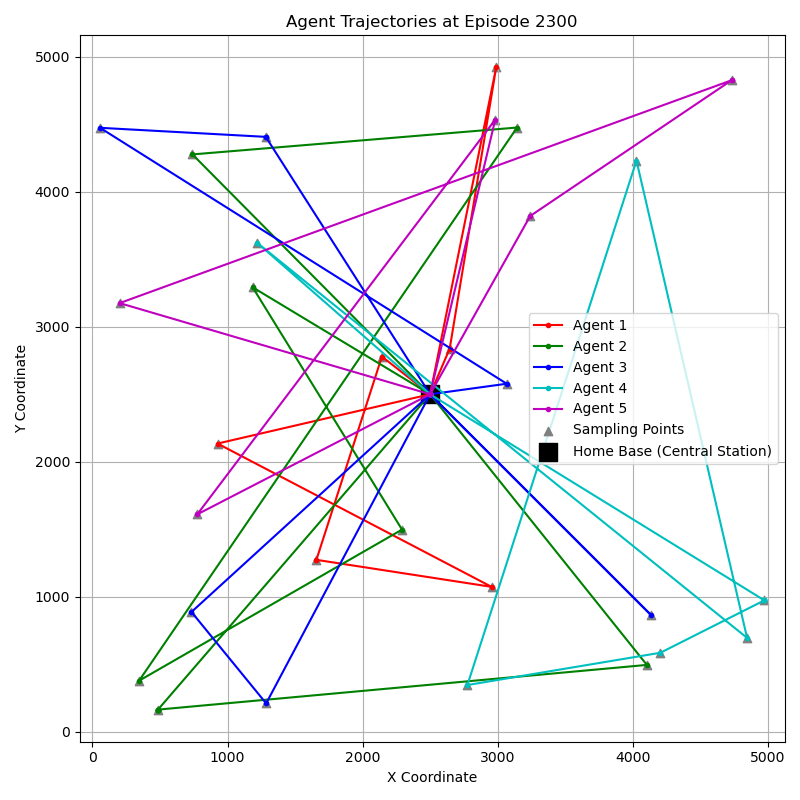 Agent Trajectories at Episode 2300
Y Coordinate
5000
4000
3000
2000
1000
0
0 1000 2000 3000 4000 5000
X Coordinate
Agent 1
Agent 2
Agent 3
Agent 4
Agent 5
Sampling Points
Home Base (Central Station)